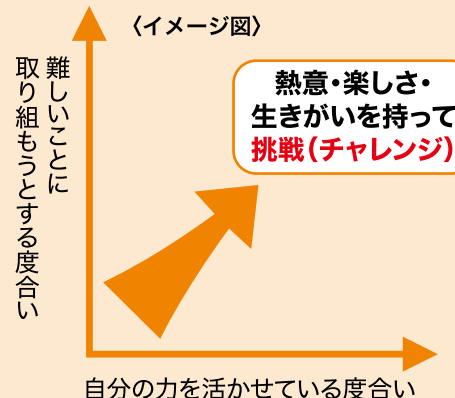 〈イメージ図〉
熱意・楽しさ・
生きがいを持って
挑戦(チャレンジ)
難しいことに
取り組もうとする度合い
自分の力を活かせている度合い